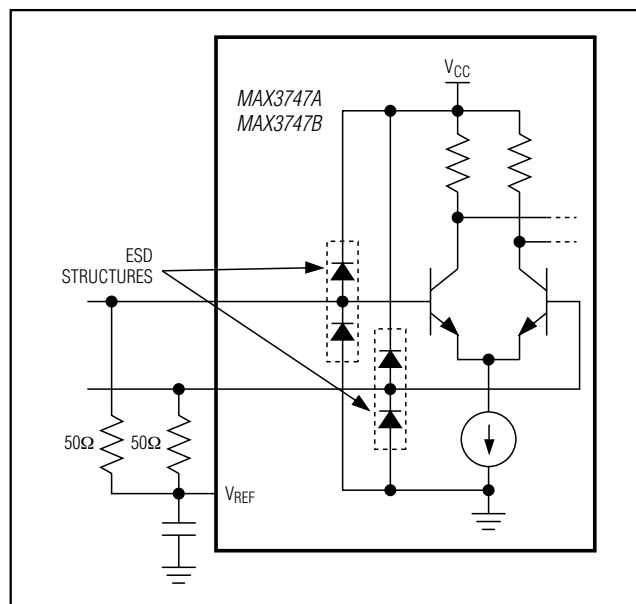 V_CC
MAX3747A
MAX3747B
ESD
STRUCTURES
50Ω
50Ω
V_REF